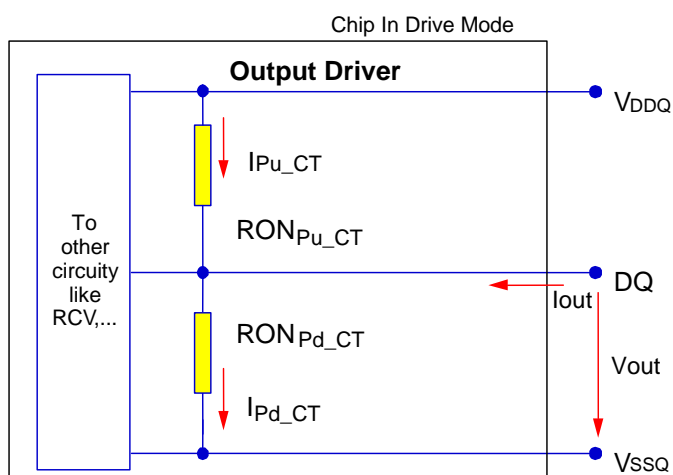 Chip In Drive Mode
Output Driver
VDDQ
IPu_CT
To
other
circuity
like
RCV,...
RONPu_CT
DQ
Iout
RONPd_CT
Vout
IPd_CT
VSSQ